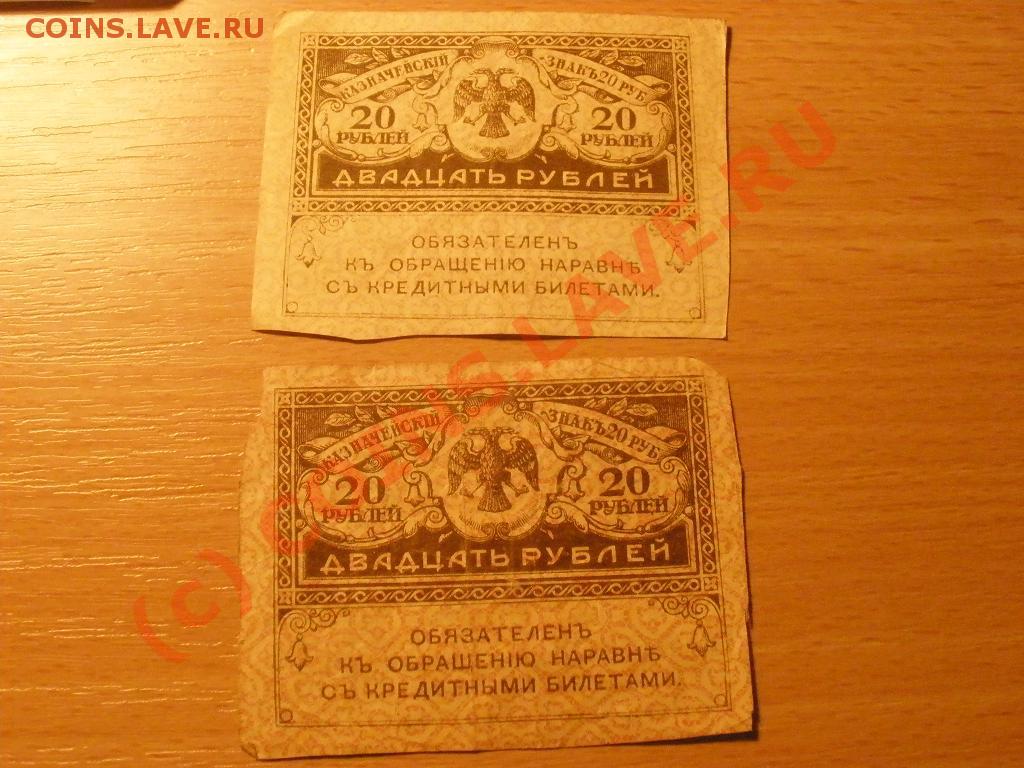 COINS.LAVE.RU
КАЗНАЧЕЙСКІЙ ЗНАКЪ 20 РУБ
20 20
РУБЛЕЙ РУБЛЕЙ
ДВАДЦАТЬ РУБЛЕЙ
ОБЯЗАТЕЛЕНЪ
КЪ ОБРАЩЕНІЮ НАРАВНѢ
СЪ КРЕДИТНЫМИ БИЛЕТАМИ.
КАЗНАЧЕЙСКІЙ ЗНАКЪ 20 РУБ
20 20
РУБЛЕЙ РУБЛЕЙ
ДВАДЦАТЬ РУБЛЕЙ
ОБЯЗАТЕЛЕНЪ
КЪ ОБРАЩЕНІЮ НАРАВНѢ
СЪ КРЕДИТНЫМИ БИЛЕТАМИ.
(c) COINS.LAVE.RU